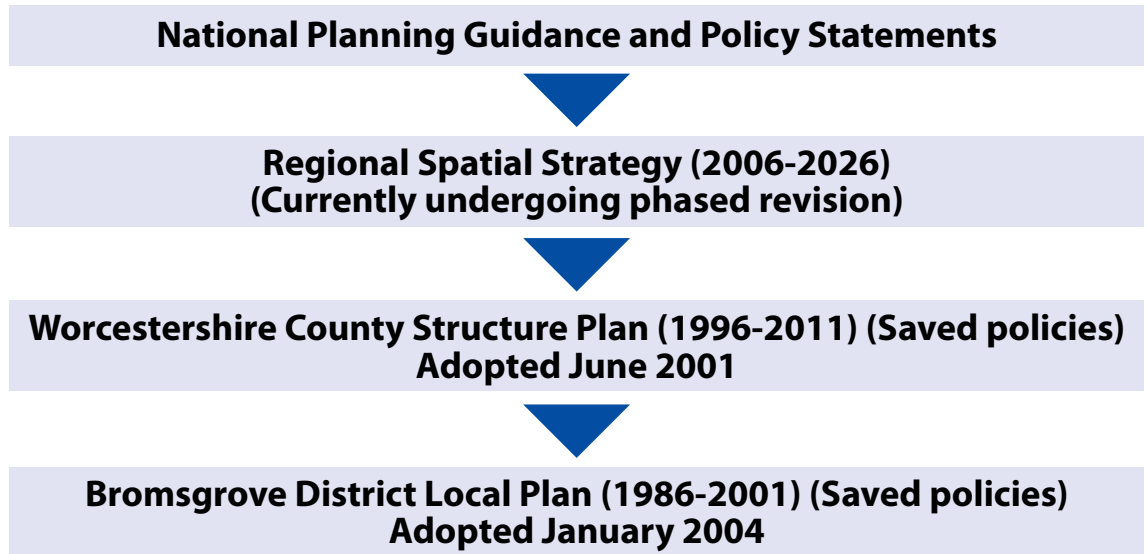 National Planning Guidance and Policy Statements
Regional Spatial Strategy (2006-2026)
(Currently undergoing phased revision)
Worcestershire County Structure Plan (1996-2011) (Saved policies)
Adopted June 2001
Bromsgrove District Local Plan (1986-2001) (Saved policies)
Adopted January 2004